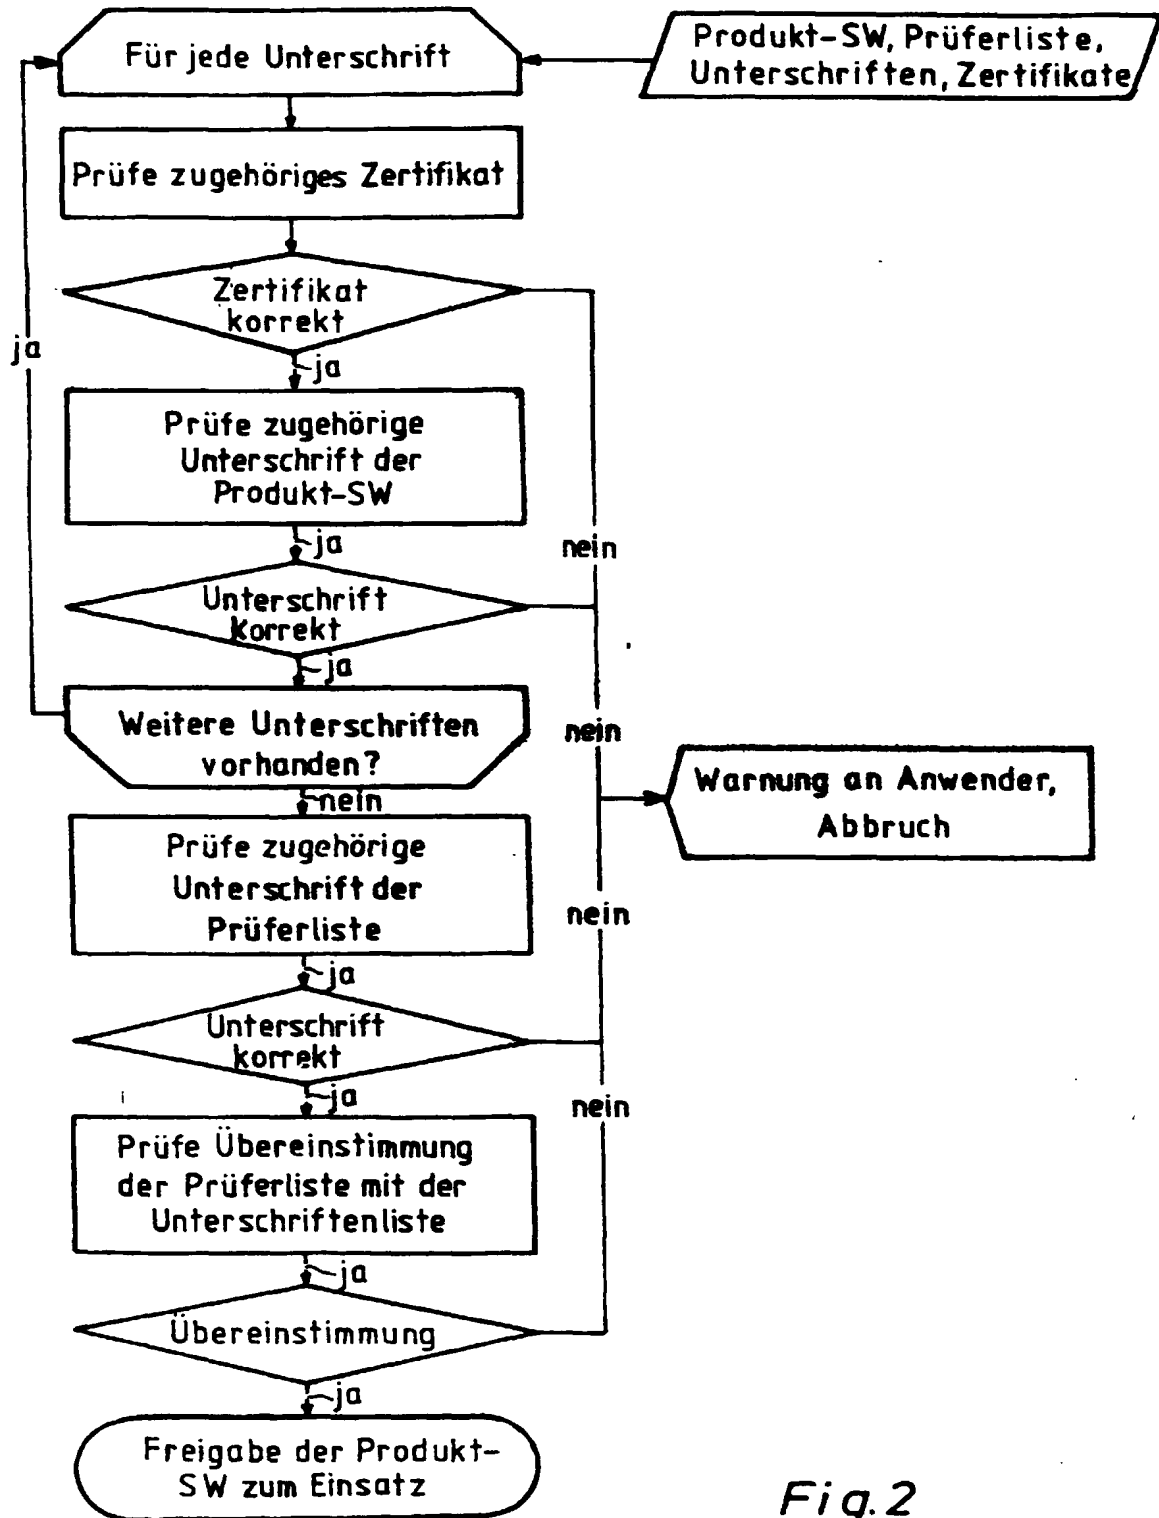 Für jede Unterschrift
Produkt-SW, Prüferliste,
Unterschriften, Zertifikate
Prüfe zugehöriges Zertifikat
Zertifikat
korrekt
ja
ja
Prüfe zugehörige
Unterschrift der
Produkt-SW
ja
nein
Unterschrift
korrekt
ja
Weitere Unterschriften
vorhanden?
nein
Warnung an Anwender,
Abbruch
nein
Prüfe zugehörige
Unterschrift der
Prüferliste
nein
ja
Unterschrift
korrekt
ja
nein
Prüfe Übereinstimmung
der Prüferliste mit der
Unterschriftenliste
ja
Übereinstimmung
ja
Freigabe der Produkt-
SW zum Einsatz
Fig. 2